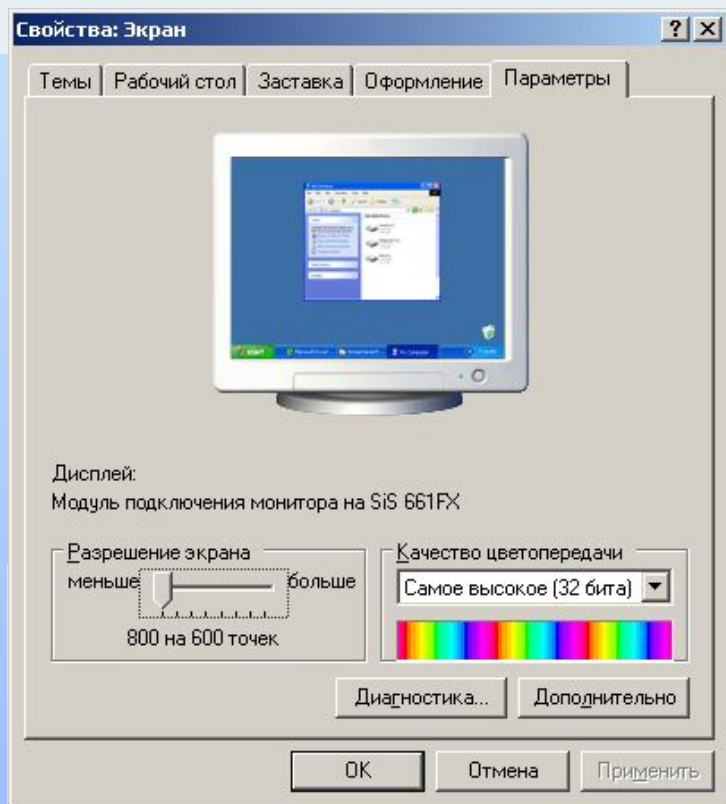 Свойства: Экран
Темы
Рабочий стол
Заставка
Оформление
Параметры
Дисплей:
Модуль подключения монитора на SiS 661FX
Разрешение экрана
меньше
больше
800 на 600 точек
Качество цветопередачи
Самое высокое (32 бита)
Диагностика...
Дополнительно
OK
Отмена
Применить